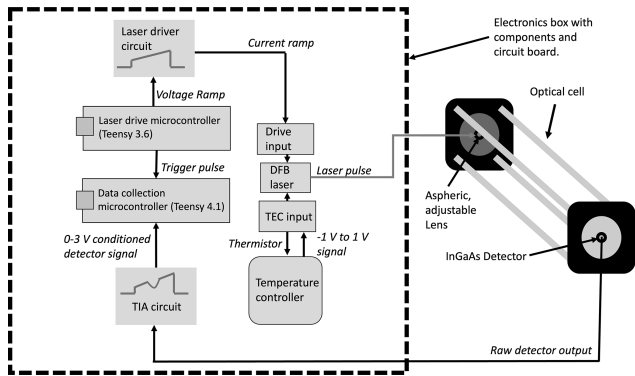 Laser driver
circuit
Current ramp
Electronics box with
components and
circuit board.
Voltage Ramp
Optical cell
Laser drive microcontroller
(Teensy 3.6)
Drive
input
Trigger pulse
DFB
laser
Laser pulse
Data collection
microcontroller (Teensy 4.1)
Aspheric,
adjustable
Lens
TEC input
0-3 V conditioned
detector signal
Thermistor
-1 V to 1 V
signal
InGaAs Detector
Temperature
controller
TIA circuit
Raw detector output